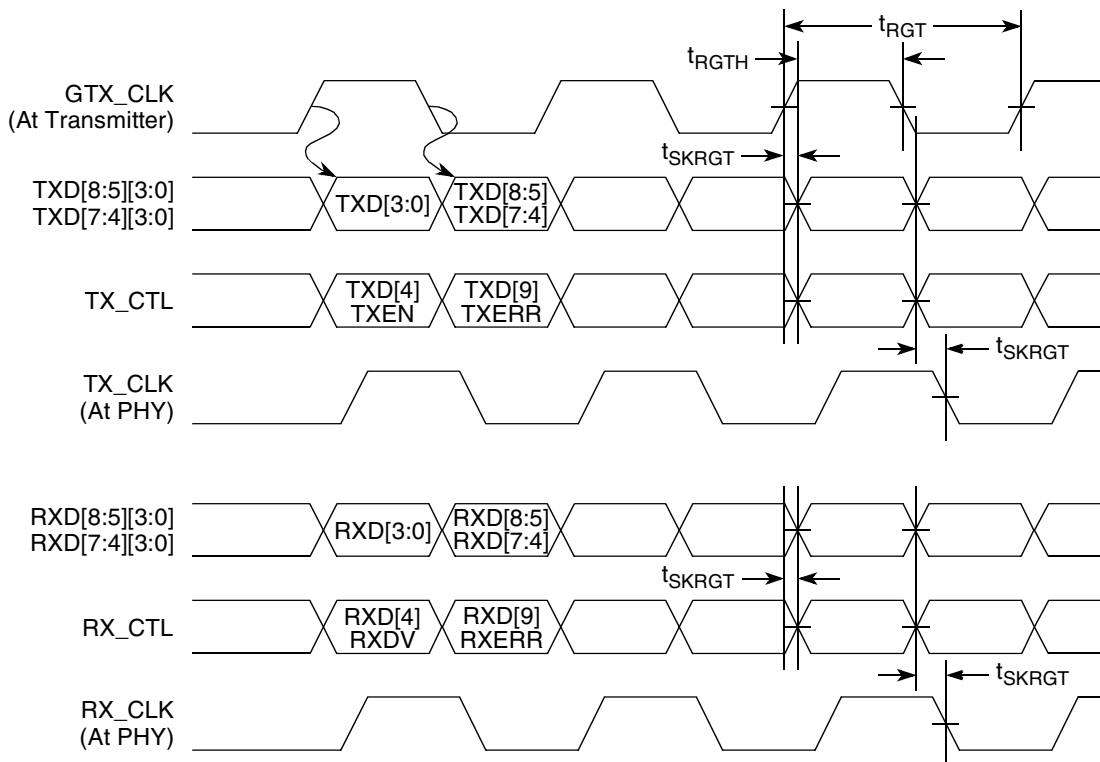 tRGT
tRGTH
GTX_CLK
(At Transmitter)
tSKRGT
TXD[8:5][3:0]
TXD[7:4][3:0]
TXD[3:0]
TXD[8:5]
TXD[7:4]
TX_CTL
TXD[4]
TXEN
TXD[9]
TXERR
tSKRGT
TX_CLK
(At PHY)
RXD[8:5][3:0]
RXD[7:4][3:0]
RXD[3:0]
RXD[8:5]
RXD[7:4]
tSKRGT
RX_CTL
RXD[4]
RXDV
RXD[9]
RXERR
tSKRGT
RX_CLK
(At PHY)